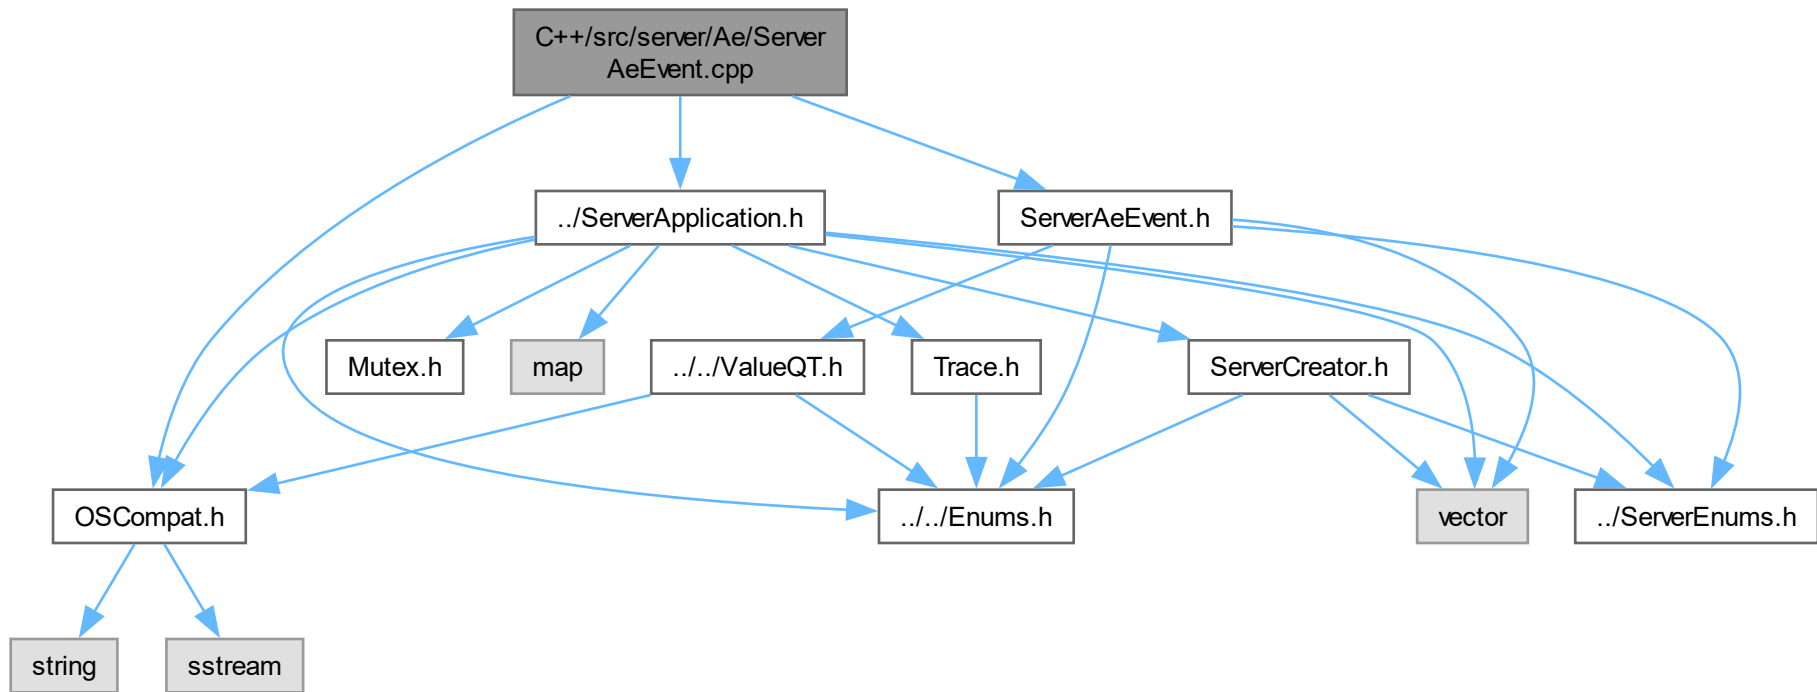 C++/src/server/Ae/Server
AeEvent.cpp
../ServerApplication.h
ServerAeEvent.h
Mutex.h
map
../../ValueQT.h
Trace.h
ServerCreator.h
OSCompat.h
../../Enums.h
vector
../ServerEnums.h
string
sstream